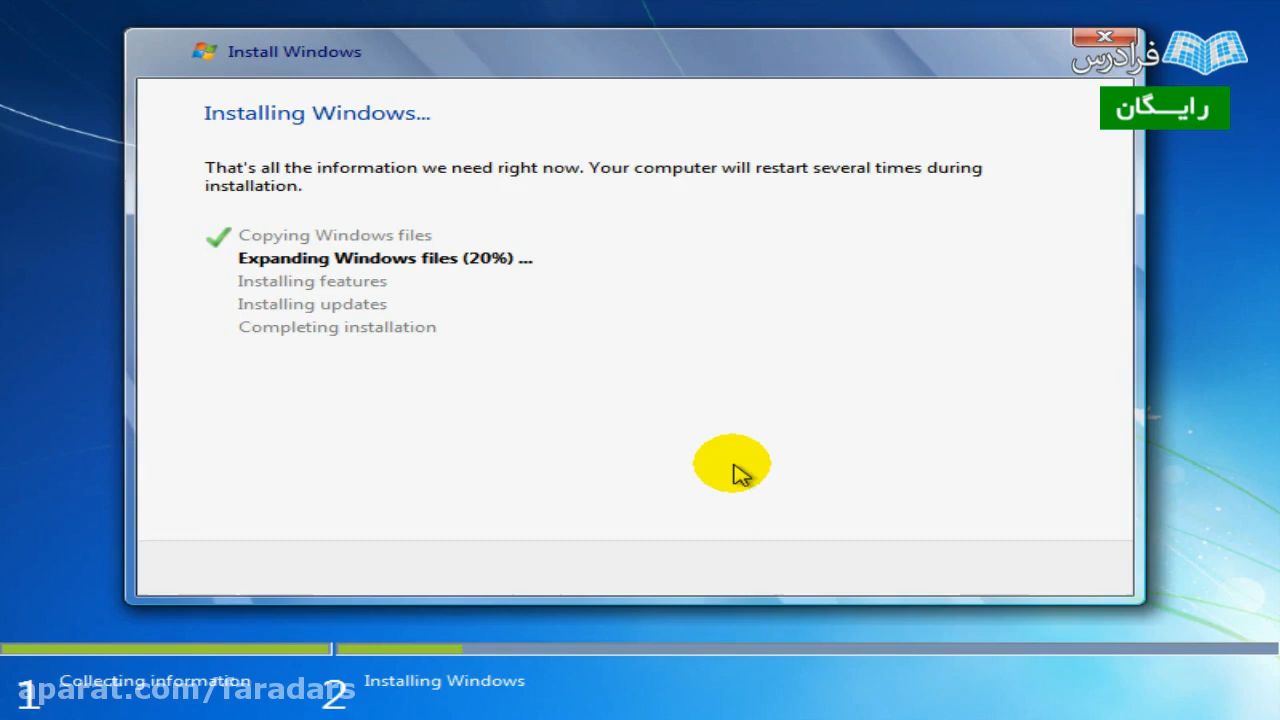 Install Windows
فرادرس
رایگان
Installing Windows...
That's all the information we need right now. Your computer will restart several times during
installation.
Copying Windows files
Expanding Windows files (20%) ...
Installing features
Installing updates
Completing installation
1 Collecting information
2 Installing Windows
aparat.com/faradars